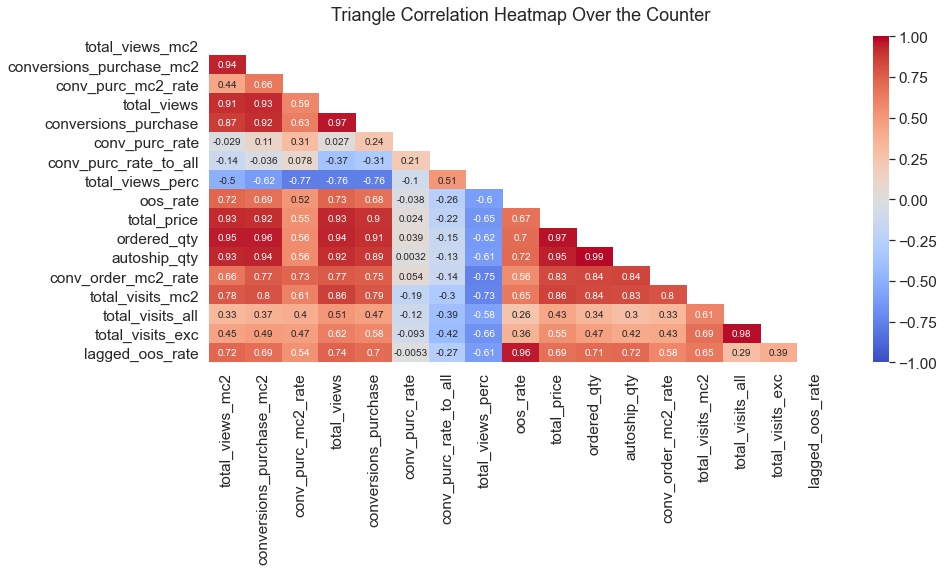 Triangle Correlation Heatmap Over the Counter
total_views_mc2
conversions_purchase_mc2 0.94
conv_purc_mc2_rate 0.44 0.66
total_views 0.91 0.93 0.59
conversions_purchase 0.87 0.92 0.63 0.97
conv_purc_rate -0.029 0.11 0.31 0.027 0.24
conv_purc_rate_to_all -0.14 -0.036 0.078 -0.37 -0.31 0.21
total_views_perc -0.5 -0.62 -0.77 -0.76 -0.76 -0.1 0.51
oos_rate 0.72 0.69 0.52 0.73 0.68 -0.038 -0.26 -0.6
total_price 0.93 0.92 0.55 0.93 0.9 0.024 -0.22 -0.65 0.67
ordered_qty 0.95 0.96 0.56 0.94 0.91 0.039 -0.15 -0.62 0.7 0.97
autoship_qty 0.93 0.94 0.56 0.92 0.89 0.0032 -0.13 -0.61 0.72 0.95 0.99
conv_order_mc2_rate 0.66 0.77 0.73 0.77 0.75 0.054 -0.14 -0.75 0.56 0.83 0.84 0.84
total_visits_mc2 0.78 0.8 0.61 0.86 0.79 -0.19 -0.3 -0.73 0.65 0.86 0.84 0.83 0.8
total_visits_all 0.33 0.37 0.4 0.51 0.47 -0.12 -0.39 -0.58 0.26 0.43 0.34 0.3 0.33 0.61
total_visits_exc 0.45 0.49 0.47 0.62 0.58 -0.093 -0.42 -0.66 0.36 0.55 0.47 0.42 0.43 0.69 0.98
lagged_oos_rate 0.72 0.69 0.54 0.74 0.7 -0.0053 -0.27 -0.61 0.96 0.69 0.71 0.72 0.58 0.65 0.29 0.39
total_views_mc2
conversions_purchase_mc2
conv_purc_mc2_rate
total_views
conversions_purchase
conv_purc_rate
conv_purc_rate_to_all
total_views_perc
oos_rate
total_price
ordered_qty
autoship_qty
conv_order_mc2_rate
total_visits_mc2
total_visits_all
total_visits_exc
lagged_oos_rate
1.00
0.75
0.50
0.25
0.00
−0.25
−0.50
−0.75
−1.00